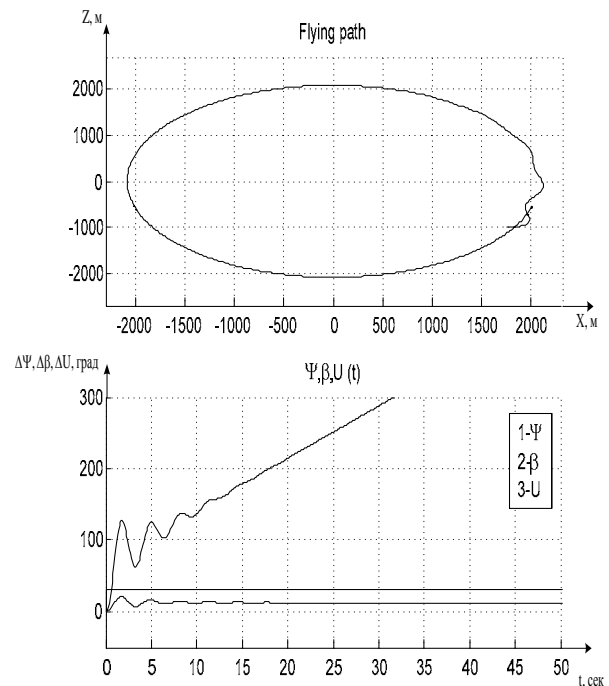 Z, м
Flying path
2000
1000
0
-1000
-2000
-2000 -1500 -1000 -500 0 500 1000 1500 2000
X, м
ΔΨ, Δβ, ΔU, град
Ψ,β,U (t)
300
200
100
0
1-Ψ
2-β
3-U
0 5 10 15 20 25 30 35 40 45 50
t, сек